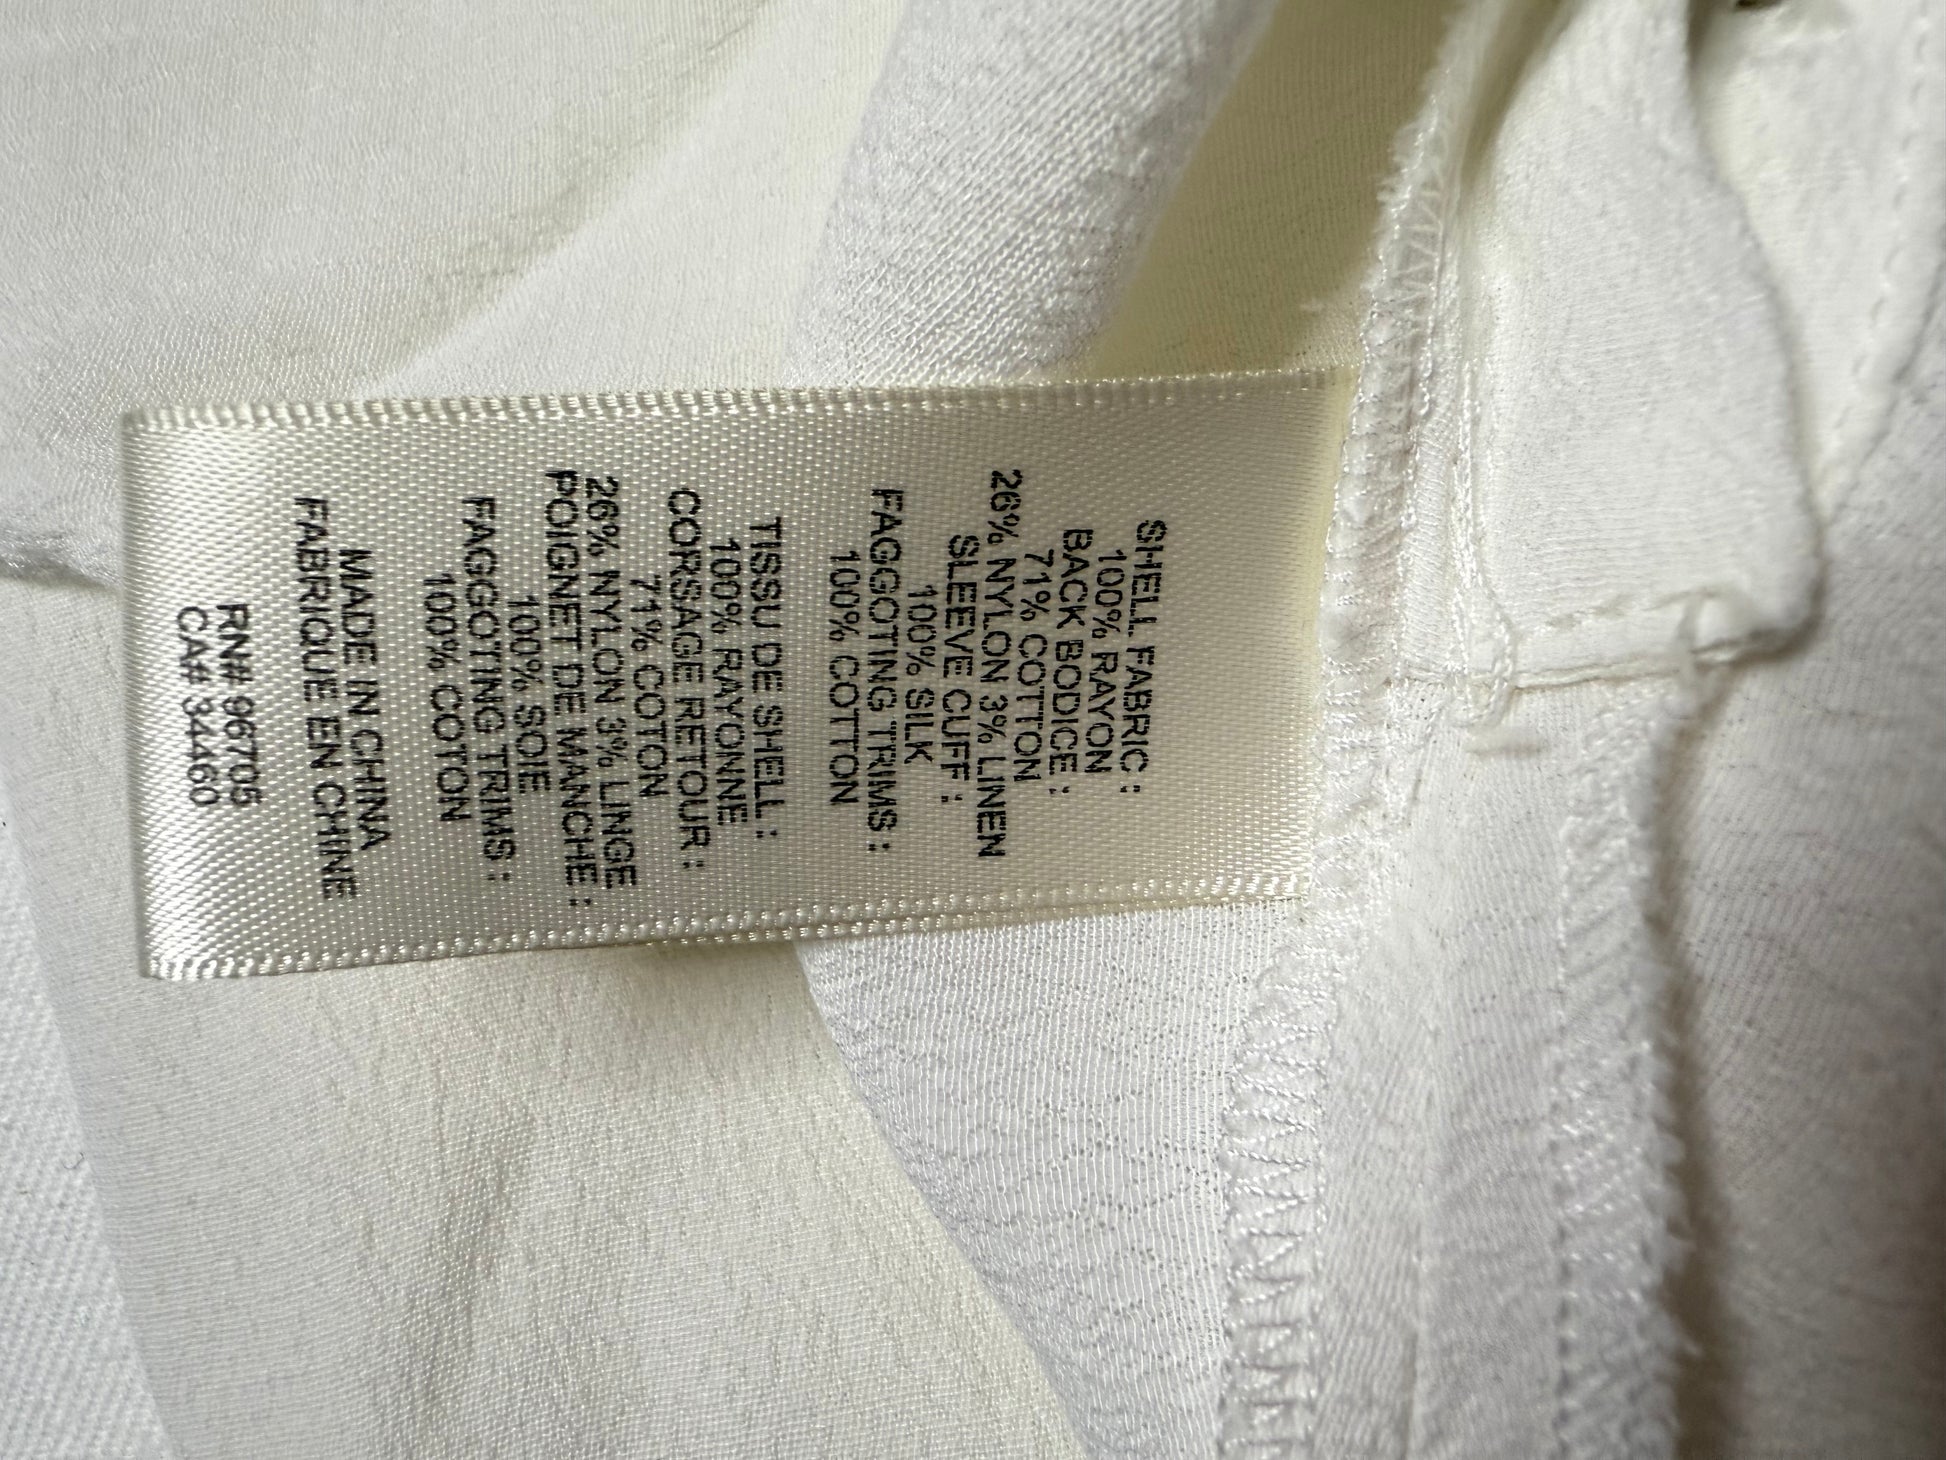 SHELL FABRIC :
100% RAYON
BACK BODICE :
71% COTTON
26% NYLON 3% LINEN
SLEEVE CUFF :
100% SILK
FAGGOTING TRIMS :
100% COTTON
TISSU DE SHELL :
100% RAYONNE
CORSAGE RETOUR :
71% COTON
26% NYLON 3% LINGE
POIGNET DE MANCHE :
100% SOIE
FAGGOTING TRIMS :
100% COTON
MADE IN CHINA
FABRIQUE EN CHINE
RN# 96705
CA# 34460